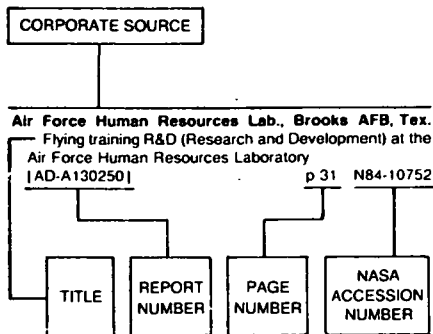 CORPORATE SOURCE
Air Force Human Resources Lab., Brooks AFB, Tex.
Flying training R&D (Research and Development) at the
Air Force Human Resources Laboratory
[AD-A130250] p 31 N84-10752
TITLE
REPORT
NUMBER
PAGE
NUMBER
NASA
ACCESSION
NUMBER